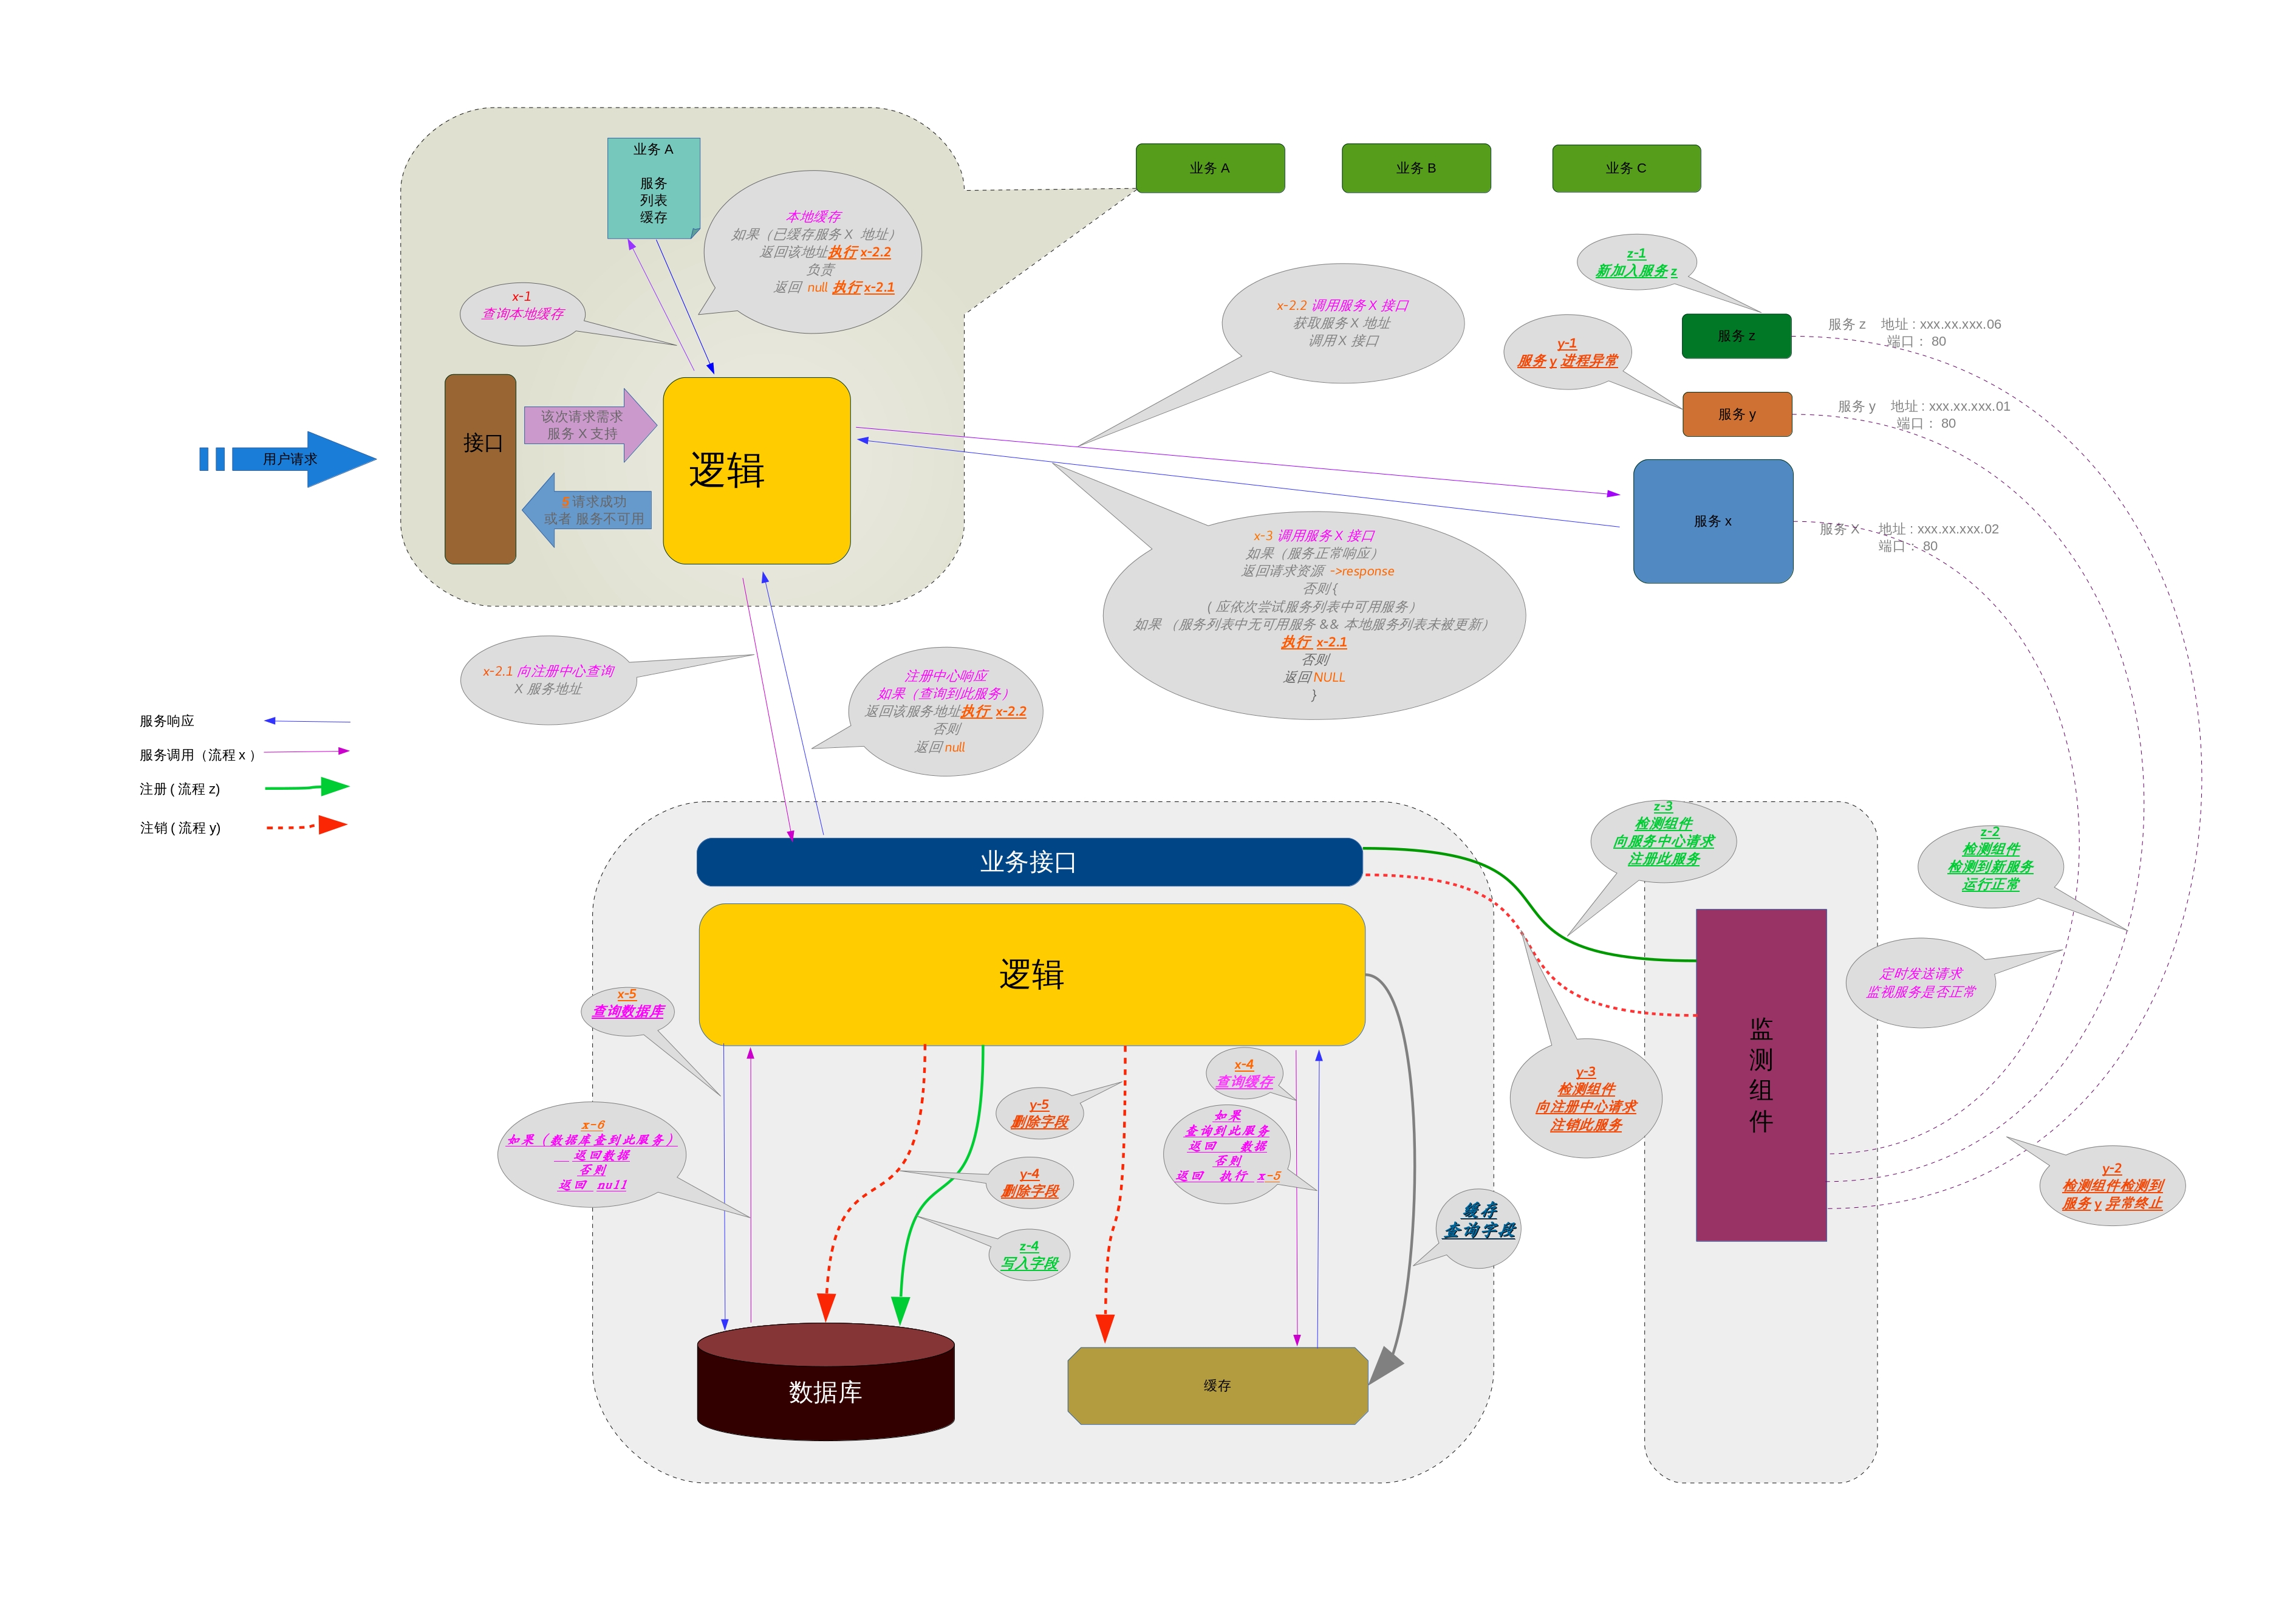 业务 A
服务
列表
缓存
本地缓存
如果（已缓存服务 X 地址）
返回该地址执行 x-2.2
负责
返回 null 执行 x-2.1
x-1
查询本地缓存
接口
该次请求需求
服务 X 支持
逻辑
请求成功
或者 服务不可用
用户请求
业务 A
业务 B
业务 C
z-1
新加入服务 z
x-2.2 调用服务 X 接口
获取服务 X 地址
调用 X 接口
y-1
服务 y 进程异常
服务 z
服务 z 地址 : xxx.xx.xxx.06
端口： 80
服务 y
服务 y 地址 : xxx.xx.xxx.01
端口： 80
服务 x
服务 X 地址 : xxx.xx.xxx.02
端口： 80
x-3 调用服务 X 接口
如果（服务正常响应）
返回请求资源 ->response
否则 {
( 应依次尝试服务列表中可用服务）
如果 （服务列表中无可用服务 && 本地服务列表未被更新）
执行 x-2.1
否则
返回 NULL
}
x-2.1 向注册中心查询
X 服务地址
注册中心响应
如果（查询到此服务）
返回该服务地址执行 x-2.2
否则
返回 null
服务响应
服务调用（流程 x ）
注册 ( 流程 z)
注销 ( 流程 y)
业务接口
逻辑
z-3
检测组件
向服务中心请求
注册此服务
z-2
检测组件
检测到新服务
运行正常
定时发送请求
监视服务是否正常
监
测
组
件
x-5
查询数据库
x-6
如果（数据库查到此服务）
返回数据
否则
返回 null
y-5
删除字段
y-4
删除字段
z-4
写入字段
x-4
查询缓存
如果
查询到此服务
返回 数据
否则
返回 执行 x-5
y-3
检测组件
向注册中心请求
注销此服务
缓存
查询字段
y-2
检测组件检测到
服务 y 异常终止
数据库
缓存